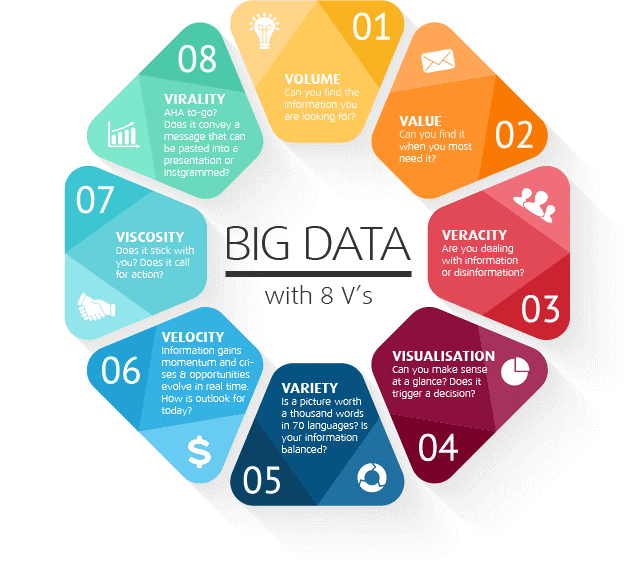 BIG DATA
with 8 V's
01
VOLUME
Can you find the
information you
are looking for?
02
VALUE
Can you find it
when you most
need it?
03
VERACITY
Are you dealing
with information
or disinformation?
04
VISUALISATION
Can you make sense
at a glance? Does it
trigger a decision?
05
VARIETY
Is a picture worth
a thousand words
in 70 languages? Is
your information
balanced?
06
VELOCITY
Information gains
momentum and cri-
ses & opportunities
evolve in real time.
How is outlook for
today?
07
VISCOSITY
Does it stick with
you? Does it call
for action?
08
VIRALITY
AHA to-go?
Does it convey a
message that can
be pasted into a
presentation or
instgrammed?
$